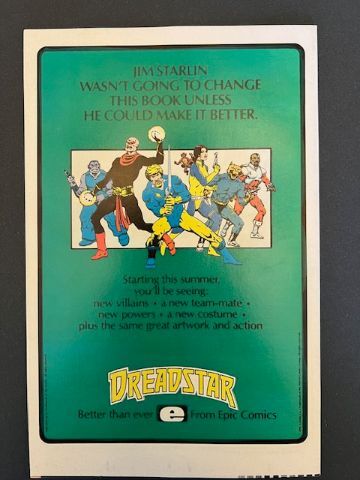 JIM STARLIN
WASN'T GOING TO CHANGE
THIS BOOK UNLESS
HE COULD MAKE IT BETTER.
Starting this summer,
you'll be seeing:
new villains • a new team-mate •
new powers • a new costume •
plus the same great artwork and action
DREADSTAR
Better than ever e From Epic Comics